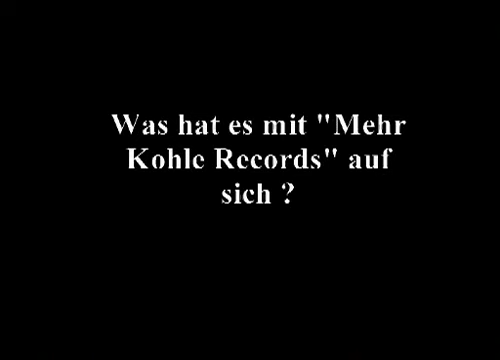 Was hat es mit "Mehr
Kohle Records" auf
sich ?